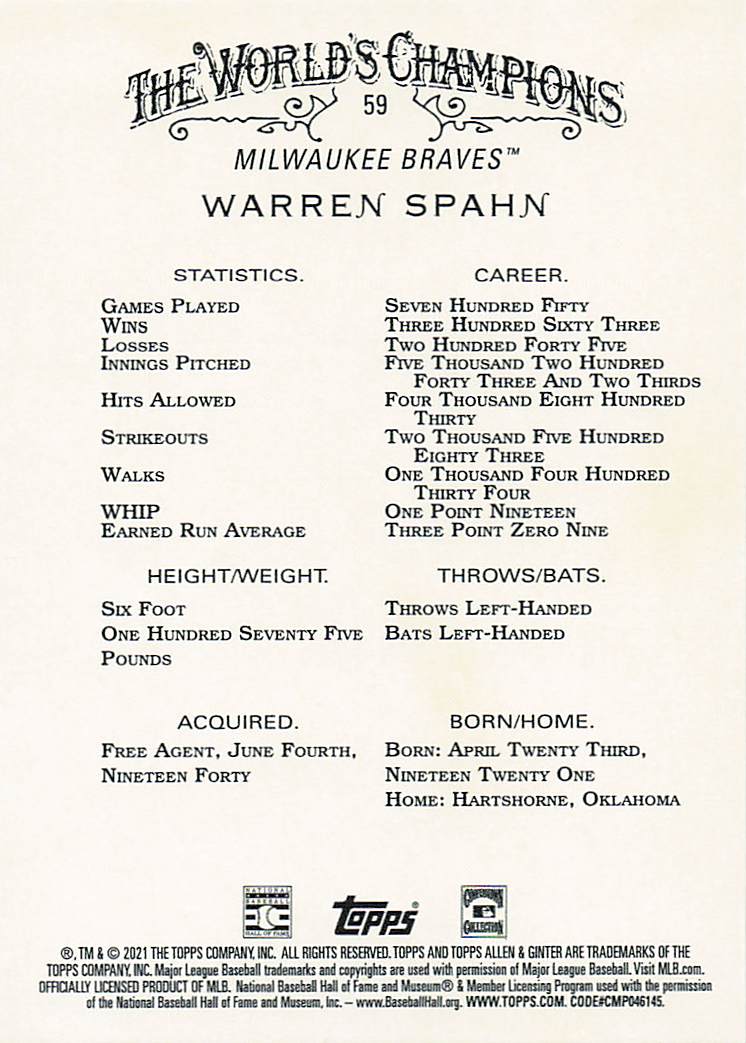 THE WORLD'S CHAMPIONS
59
MILWAUKEE BRAVES™
WARREN SPAHN
STATISTICS. CAREER.
GAMES PLAYED SEVEN HUNDRED FIFTY
WINS THREE HUNDRED SIXTY THREE
LOSSES TWO HUNDRED FORTY FIVE
INNINGS PITCHED FIVE THOUSAND TWO HUNDRED
FORTY THREE AND TWO THIRDS
HITS ALLOWED FOUR THOUSAND EIGHT HUNDRED
THIRTY
STRIKEOUTS TWO THOUSAND FIVE HUNDRED
EIGHTY THREE
WALKS ONE THOUSAND FOUR HUNDRED
THIRTY FOUR
WHIP ONE POINT NINETEEN
EARNED RUN AVERAGE THREE POINT ZERO NINE
HEIGHT/WEIGHT. THROWS/BATS.
SIX FOOT THROWS LEFT-HANDED
ONE HUNDRED SEVENTY FIVE BATS LEFT-HANDED
POUNDS
ACQUIRED. BORN/HOME.
FREE AGENT, JUNE FOURTH, BORN: APRIL TWENTY THIRD,
NINETEEN FORTY NINETEEN TWENTY ONE
HOME: HARTSHORNE, OKLAHOMA
NATIONAL
BASEBALL
HALL OF FAME
TOPPS®
COOPERSTOWN
COLLECTION
®, TM & © 2021 THE TOPPS COMPANY, INC. ALL RIGHTS RESERVED. TOPPS AND TOPPS ALLEN & GINTER ARE TRADEMARKS OF THE
TOPPS COMPANY, INC. Major League Baseball trademarks and copyrights are used with permission of Major League Baseball. Visit MLB.com.
OFFICIALLY LICENSED PRODUCT OF MLB. National Baseball Hall of Fame and Museum® & Member Licensing Program used with the permission
of the National Baseball Hall of Fame and Museum, Inc. – www.BaseballHall.org. WWW.TOPPS.COM. CODE#CMP046145.